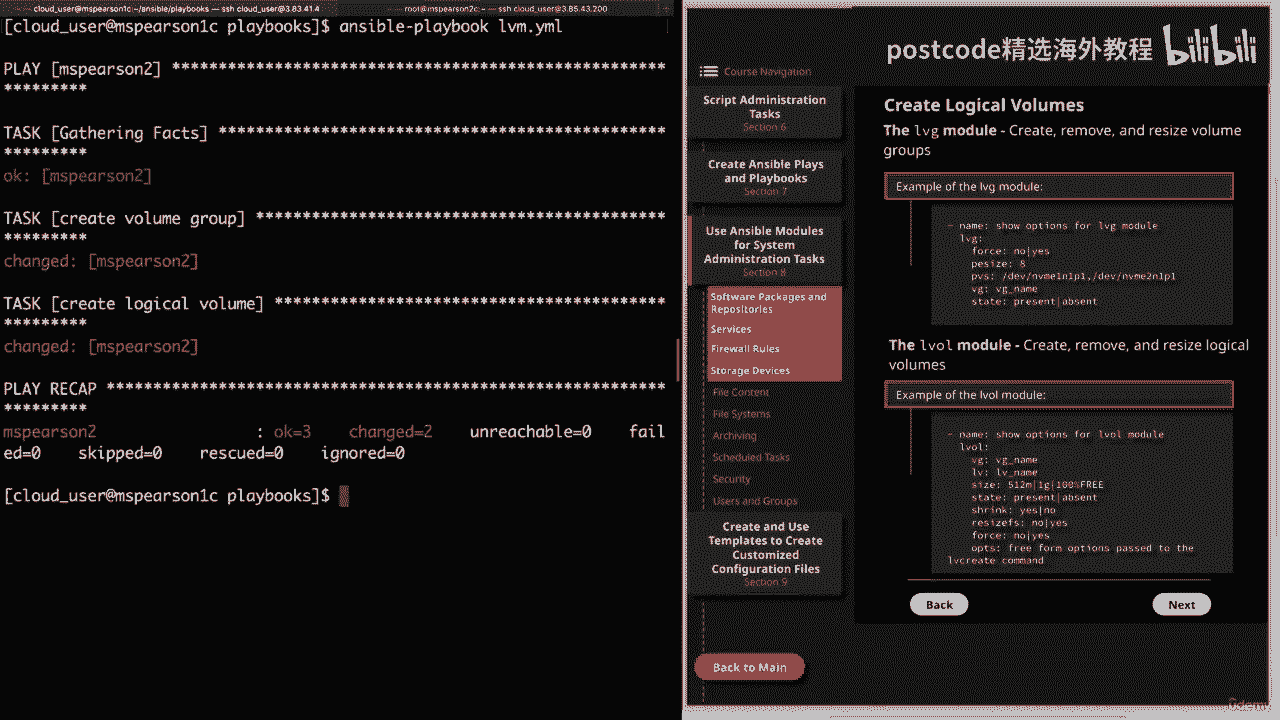 cloud_user@mspearson1c:~/ansible/playbooks — ssh cloud_user@3.83.41.4
root@mspearson2c:~ — ssh cloud_user@3.85.43.200
[cloud_user@mspearson1c playbooks]$ ansible-playbook lvm.yml
PLAY [mspearson2] *************************************************
*********
TASK [Gathering Facts] ********************************************
*********
ok: [mspearson2]
TASK [create volume group] ****************************************
*********
changed: [mspearson2]
TASK [create logical volume] **************************************
*********
changed: [mspearson2]
PLAY RECAP ********************************************************
*********
mspearson2 : ok=3 changed=2 unreachable=0 fail
ed=0 skipped=0 rescued=0 ignored=0
[cloud_user@mspearson1c playbooks]$
postcode精选海外教程 bilibili
Course Navigation
Script Administration
Tasks
Section 6
Create Ansible Plays
and Playbooks
Section 7
Use Ansible Modules
for System
Administration Tasks
Section 8
Software Packages and
Repositories
Services
Firewall Rules
Storage Devices
File Content
File Systems
Archiving
Scheduled Tasks
Security
Users and Groups
Create and Use
Templates to Create
Customized
Configuration Files
Section 9
Back to Main
Create Logical Volumes
The lvg module - Create, remove, and resize volume
groups
Example of the lvg module:
- name: show options for lvg module
lvg:
force: no|yes
pesize: 8
pvs: /dev/nvme1n1p1,/dev/nvme2n1p1
vg: vg_name
state: present|absent
The lvol module - Create, remove, and resize logical
volumes
Example of the lvol module:
- name: show options for lvol module
lvol:
vg: vg_name
lv: lv_name
size: 512m|1g|100%FREE
state: present|absent
shrink: yes|no
resizefs: no|yes
force: no|yes
opts: free form options passed to the
lvcreate command
Back
Next